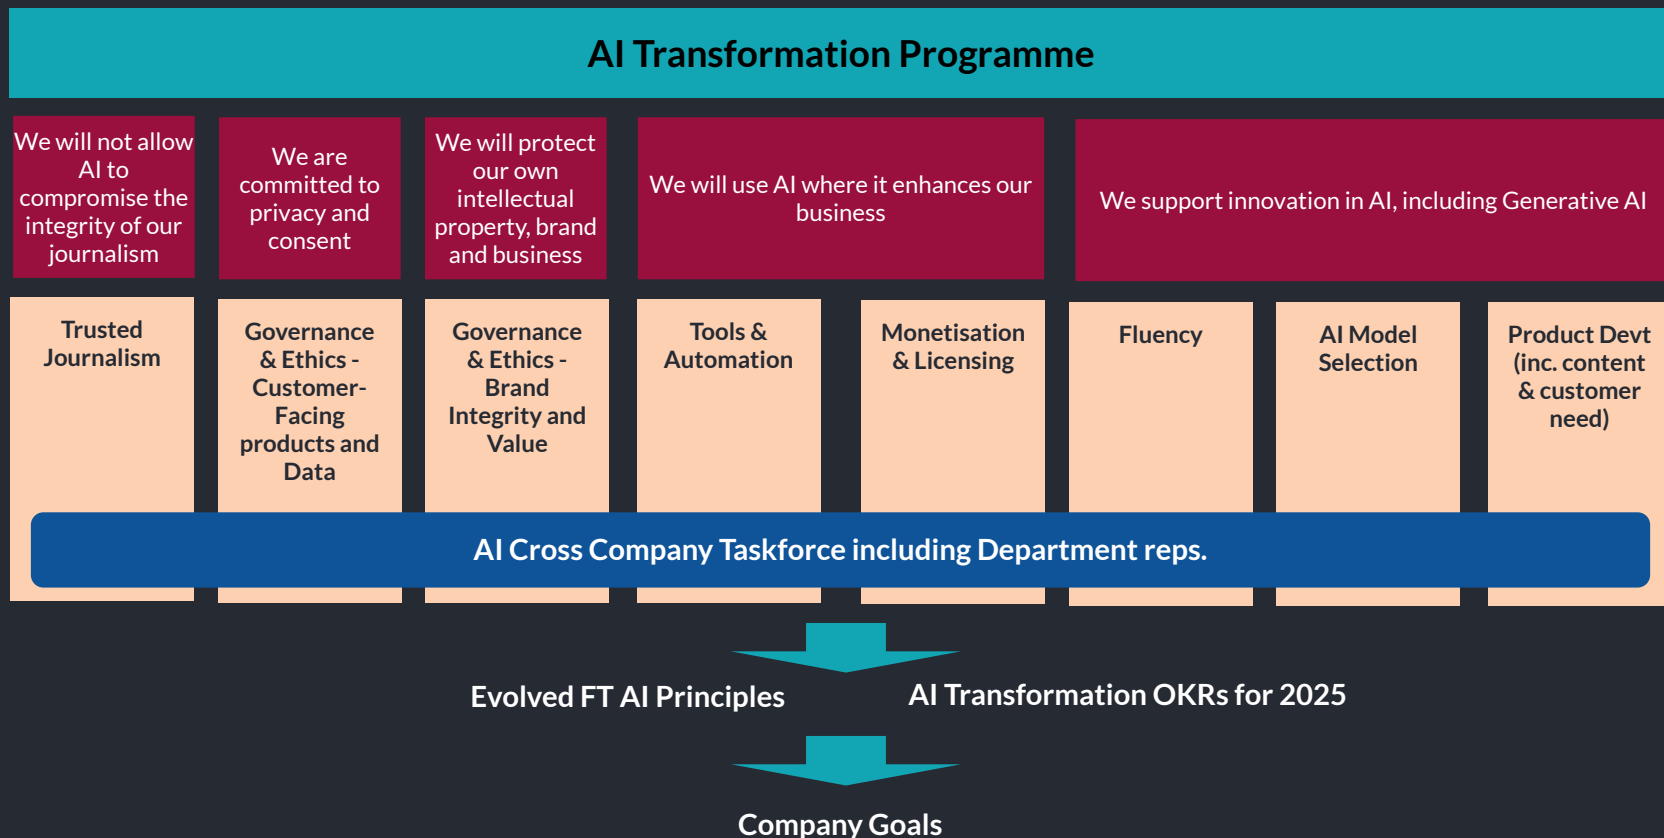 AI Transformation Programme
We will not allow
AI to
compromise the
integrity of our
journalism
We are
committed to
privacy and
consent
We will protect
our own
intellectual
property, brand
and business
We will use AI where it enhances our
business
We support innovation in AI, including Generative AI
Trusted
Journalism
Governance
& Ethics -
Customer-
Facing
products and
Data
Governance
& Ethics -
Brand
Integrity and
Value
Tools &
Automation
Monetisation
& Licensing
Fluency
AI Model
Selection
Product Devt
(inc. content
& customer
need)
AI Cross Company Taskforce including Department reps.
Evolved FT AI Principles
AI Transformation OKRs for 2025
Company Goals